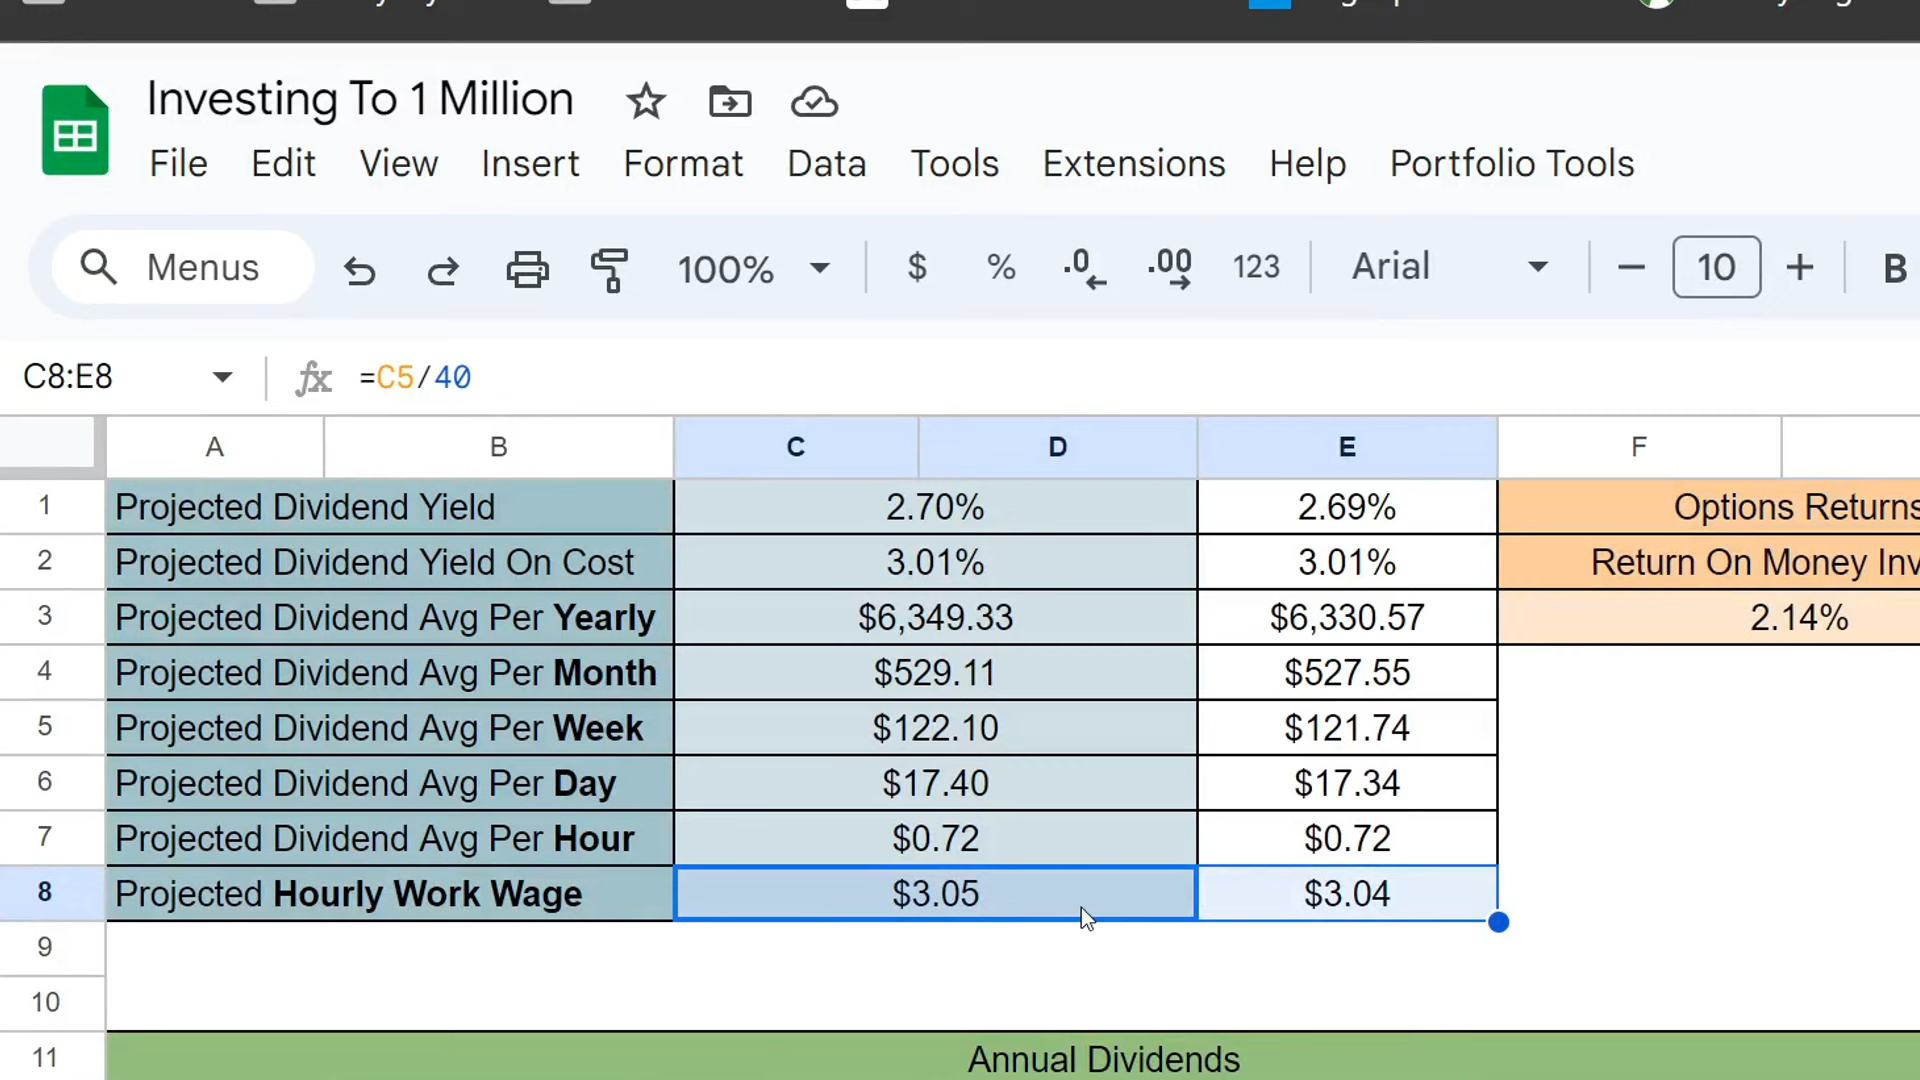 Investing To 1 Million
File Edit View Insert Format Data Tools Extensions Help Portfolio Tools
Menus 100% $ % .0 .00 123 Arial 10 B
C8:E8 fx =C5/40
A B C D E F
1 Projected Dividend Yield 2.70% 2.69% Options Returns
2 Projected Dividend Yield On Cost 3.01% 3.01% Return On Money Inv
3 Projected Dividend Avg Per Yearly $6,349.33 $6,330.57 2.14%
4 Projected Dividend Avg Per Month $529.11 $527.55
5 Projected Dividend Avg Per Week $122.10 $121.74
6 Projected Dividend Avg Per Day $17.40 $17.34
7 Projected Dividend Avg Per Hour $0.72 $0.72
8 Projected Hourly Work Wage $3.05 $3.04
9
10
11 Annual Dividends